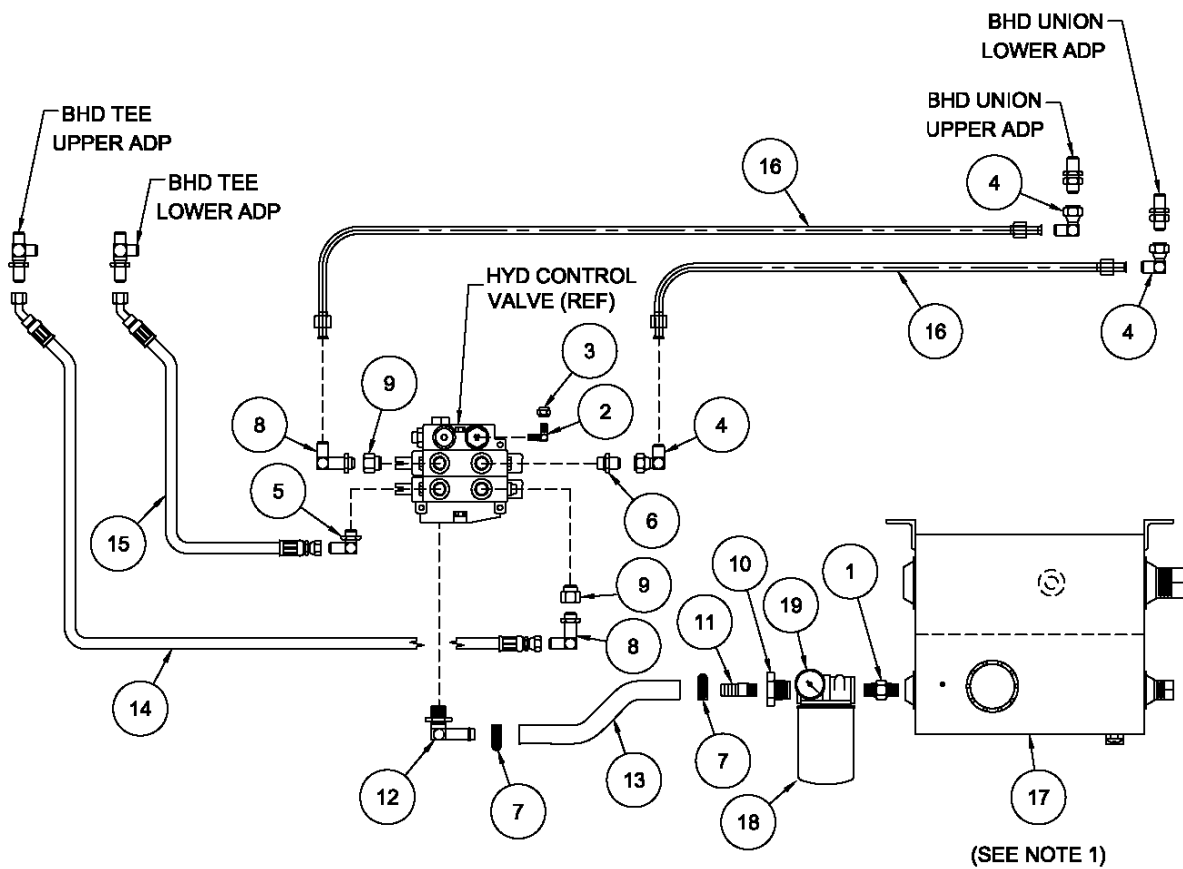 BHD UNION
LOWER ADP
BHD UNION
UPPER ADP
BHD TEE
UPPER ADP
BHD TEE
LOWER ADP
16
4
HYD CONTROL
VALVE (REF)
16
4
3
9
2
8
4
5
6
15
10
1
9
19
11
8
14
7
13
12
7
18
17
(SEE NOTE 1)